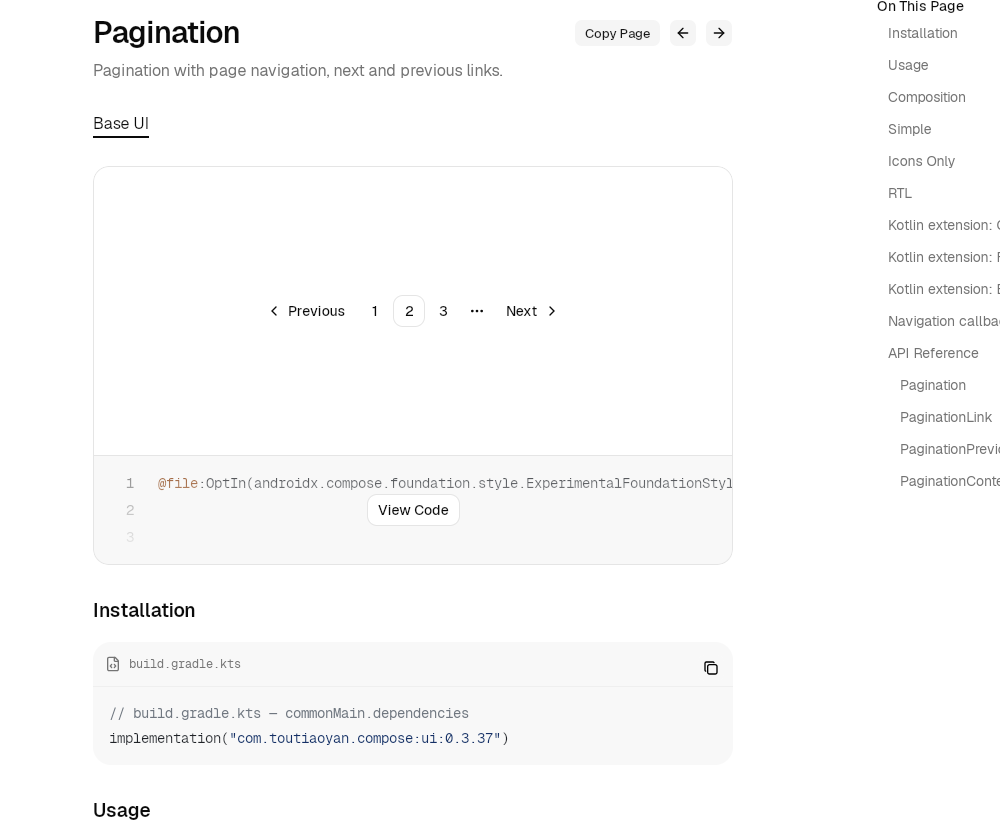 Pagination
Copy Page
Pagination with page navigation, next and previous links.
Base UI
Previous 1 2 3 ••• Next
1 @file:OptIn(androidx.compose.foundation.style.ExperimentalFoundationStyl
2
View Code
3
Installation
build.gradle.kts
// build.gradle.kts — commonMain.dependencies
implementation("com.toutiaoyan.compose:ui:0.3.37")
Usage
On This Page
Installation
Usage
Composition
Simple
Icons Only
RTL
Kotlin extension:
Kotlin extension:
Kotlin extension:
Navigation callba
API Reference
Pagination
PaginationLink
PaginationPrevi
PaginationConte